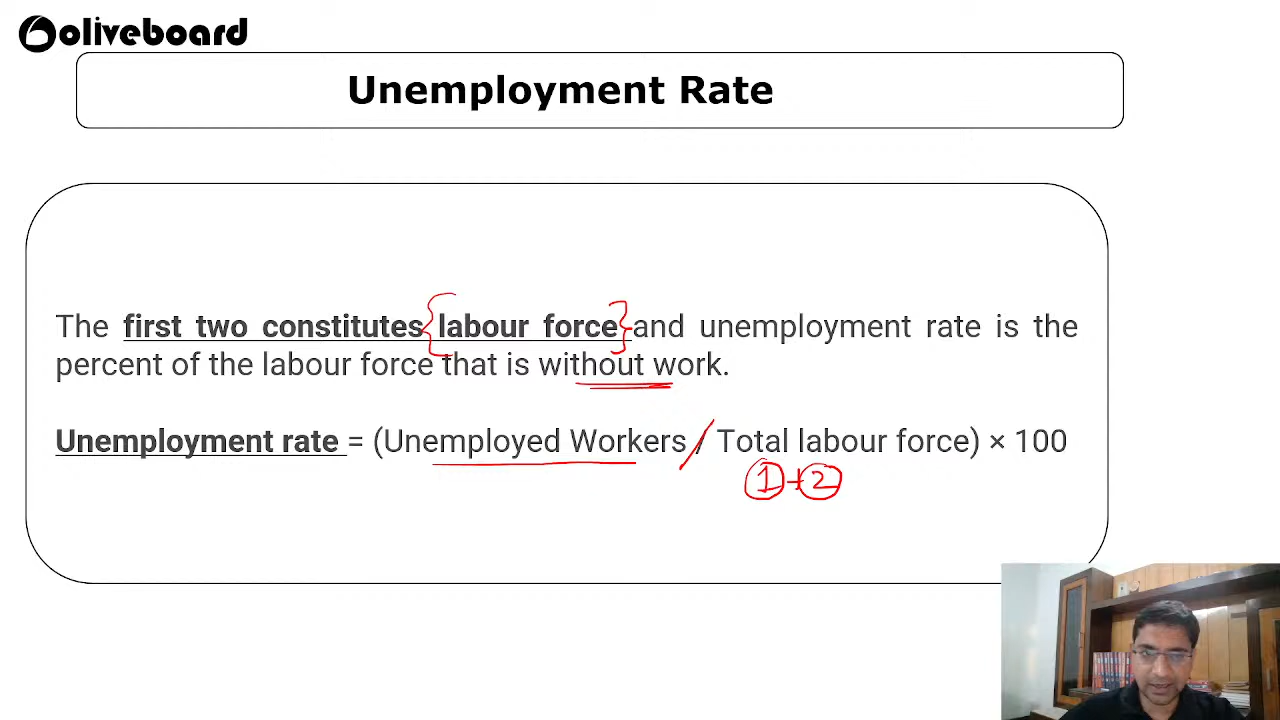 oliveboard
Unemployment Rate
The first two constitutes {labour force} and unemployment rate is the
percent of the labour force that is without work.
Unemployment rate = (Unemployed Workers / Total labour force) × 100
1+2